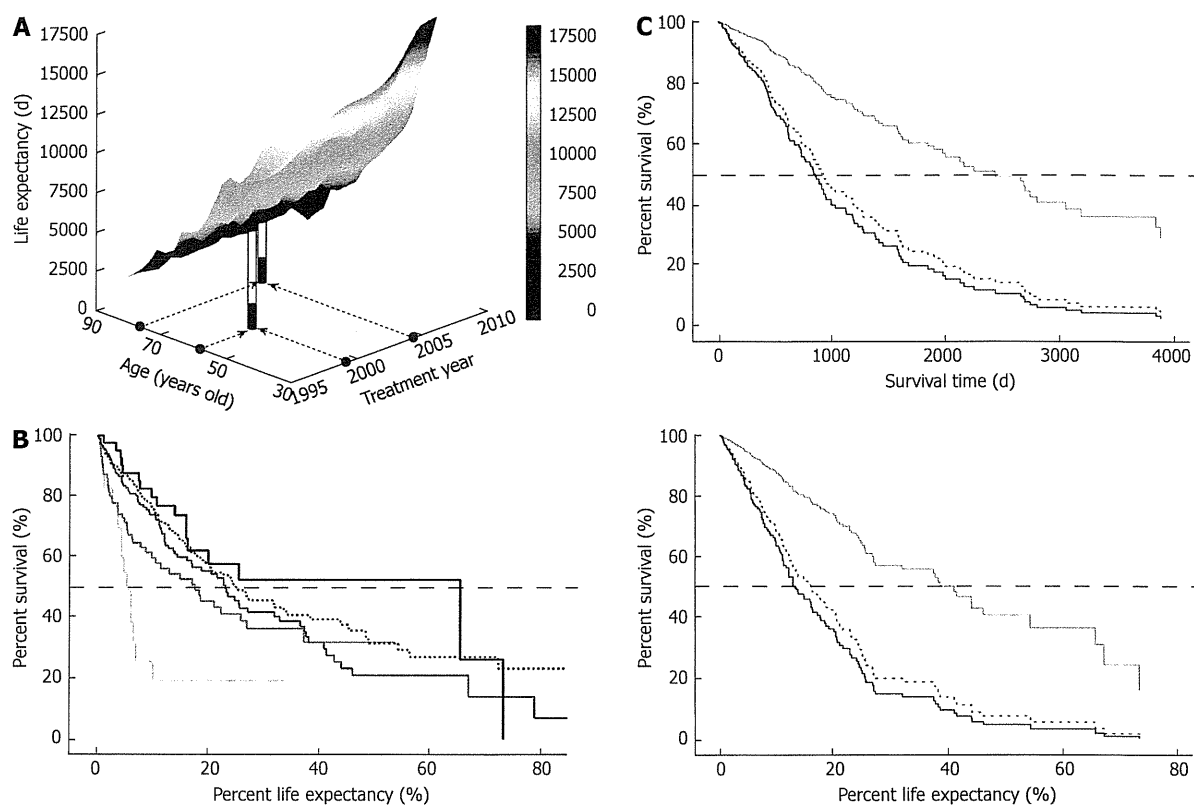 A
Life expectancy (d)
17500
15000
12500
10000
7500
5000
2500
0
90
70
50
30
Age (years old)
1995
2000
2005
2010
Treatment year
17500
15000
12500
10000
7500
5000
2500
0
C
Percent survival (%)
100
80
60
40
20
0
0 1000 2000 3000 4000
Survival time (d)
B
Percent survival (%)
100
80
60
40
20
0
0 20 40 60 80
Percent life expectancy (%)
Percent survival (%)
100
80
60
40
20
0
0 20 40 60 80 100
Percent life expectancy (%)